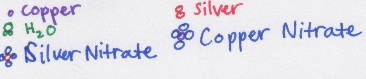 copper
H2O
Silver Nitrate
silver
Copper Nitrate